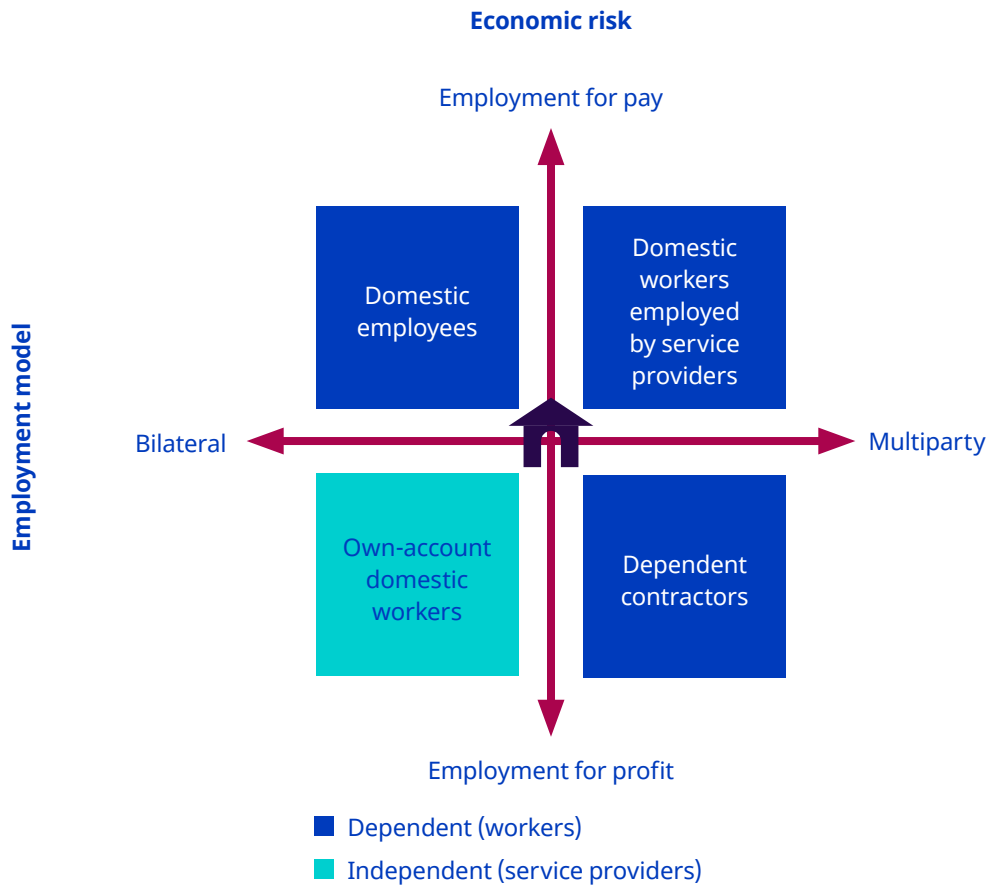 Economic risk
Employment for pay
Domestic
employees
Domestic
workers
employed
by service
providers
Employment model
Bilateral
Multiparty
Own-account
domestic
workers
Dependent
contractors
Employment for profit
Dependent (workers)
Independent (service providers)